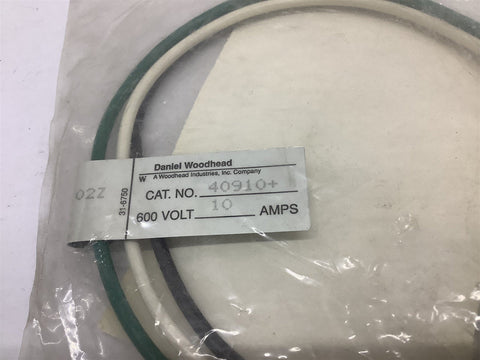 Daniel Woodhead
W A Woodhead Industries, Inc. Company
02Z
31-6750
CAT. NO. 40910+
600 VOLT 10 AMPS